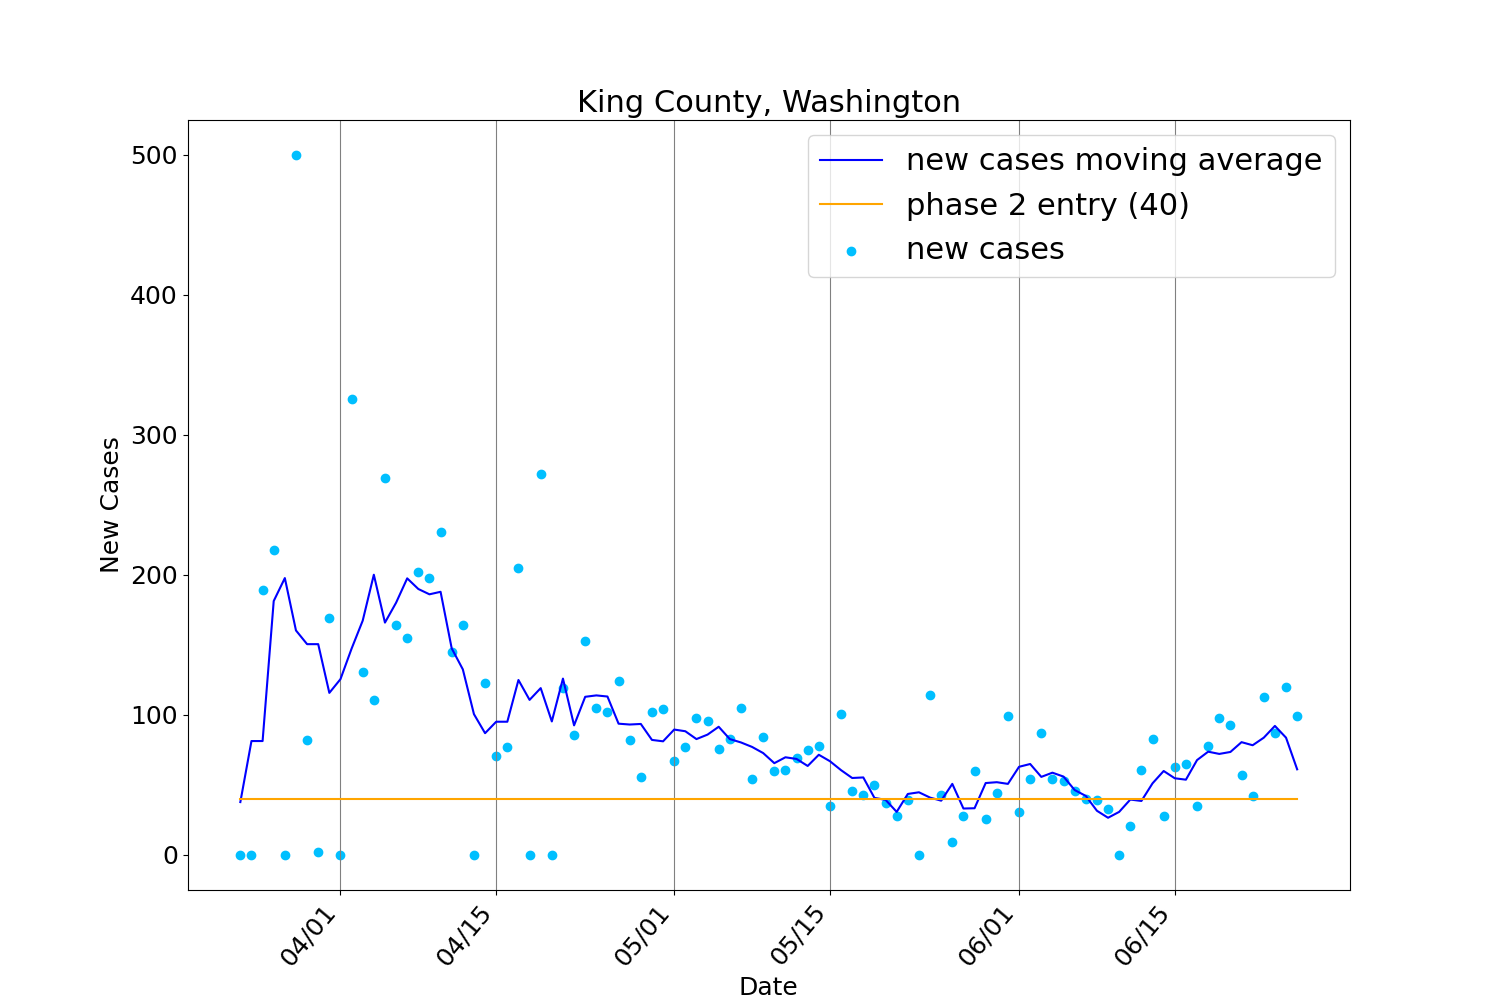 King County, Washington
new cases moving average
phase 2 entry (40)
new cases
500
400
300
200
100
0
New Cases
04/01
04/15
05/01
05/15
06/01
06/15
Date